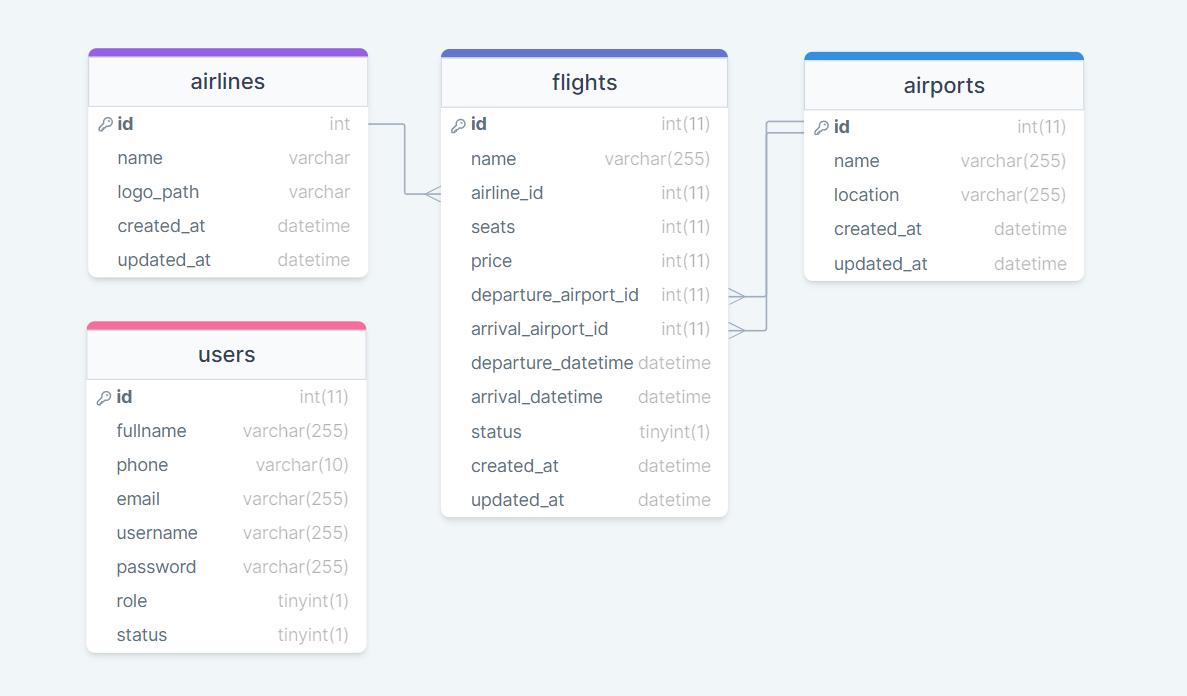 airlines
id int
name varchar
logo_path varchar
created_at datetime
updated_at datetime
users
id int(11)
fullname varchar(255)
phone varchar(10)
email varchar(255)
username varchar(255)
password varchar(255)
role tinyint(1)
status tinyint(1)
flights
id int(11)
name varchar(255)
airline_id int(11)
seats int(11)
price int(11)
departure_airport_id int(11)
arrival_airport_id int(11)
departure_datetime datetime
arrival_datetime datetime
status tinyint(1)
created_at datetime
updated_at datetime
airports
id int(11)
name varchar(255)
location varchar(255)
created_at datetime
updated_at datetime